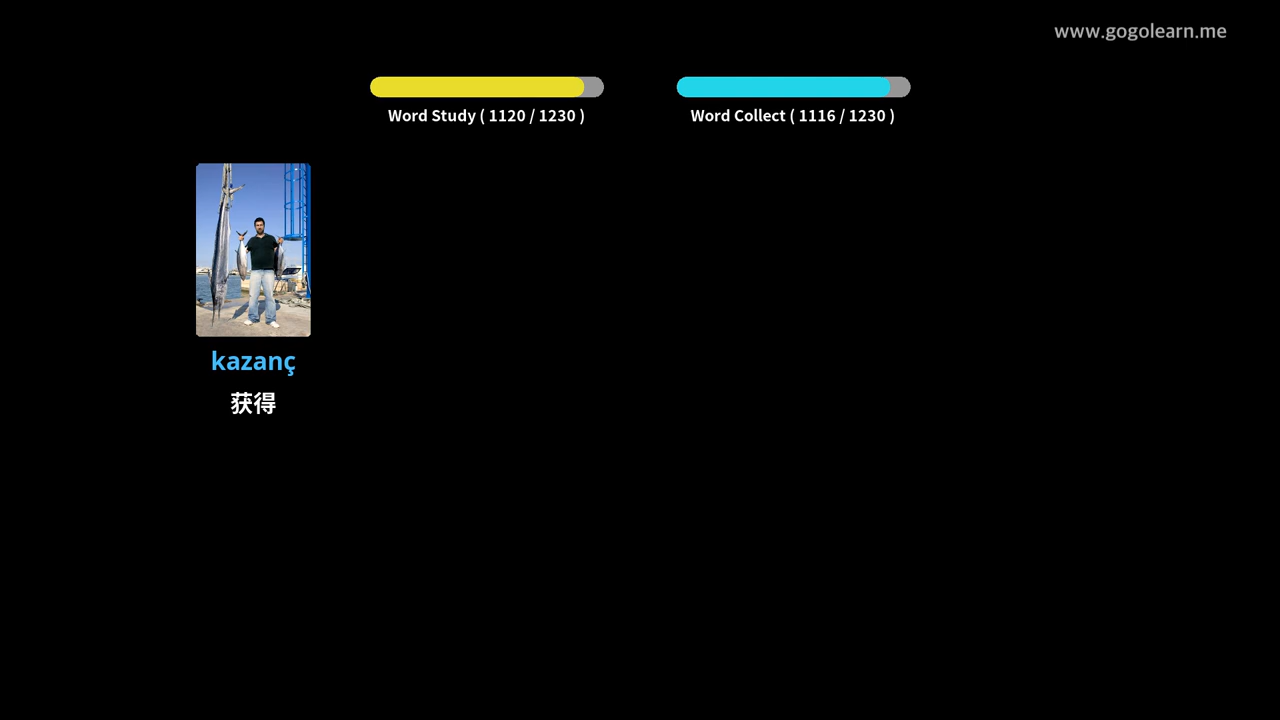 www.gogolearn.me
Word Study ( 1120 / 1230 )
Word Collect ( 1116 / 1230 )
kazanç
获得